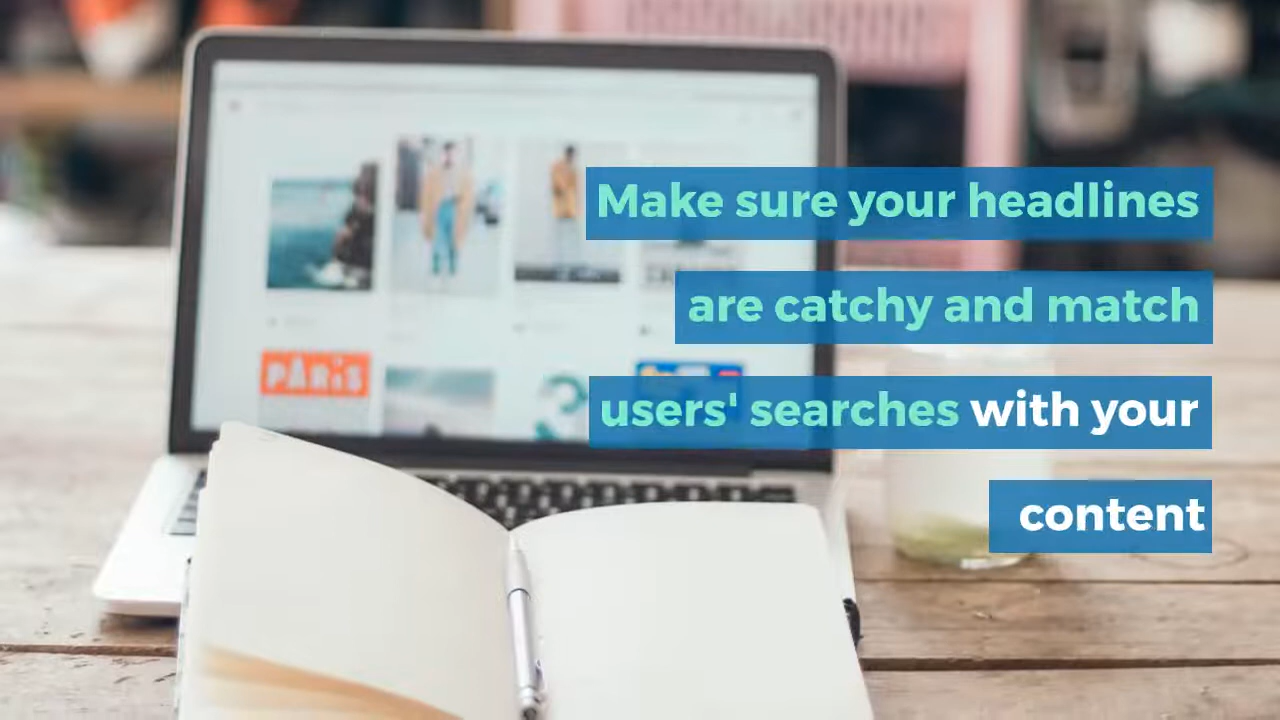 Make sure your headlines
are catchy and match
users' searches with your
content
PARiS